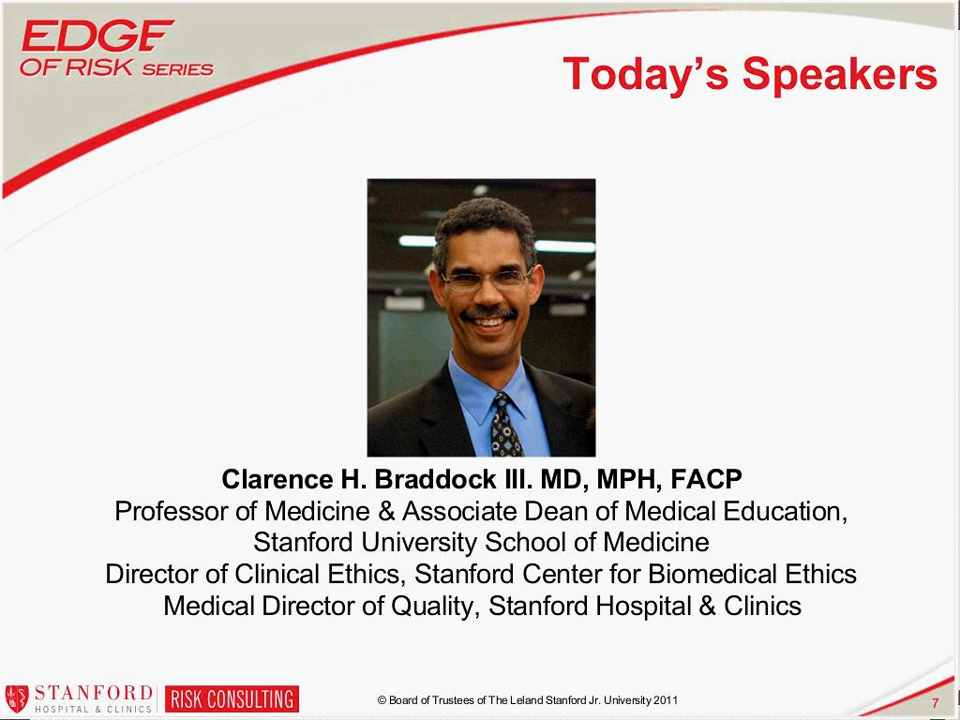 EDGE
OF RISK SERIES
Today's Speakers
Clarence H. Braddock III. MD, MPH, FACP
Professor of Medicine & Associate Dean of Medical Education,
Stanford University School of Medicine
Director of Clinical Ethics, Stanford Center for Biomedical Ethics
Medical Director of Quality, Stanford Hospital & Clinics
STANFORD
HOSPITAL & CLINICS
RISK CONSULTING
© Board of Trustees of The Leland Stanford Jr. University 2011
7